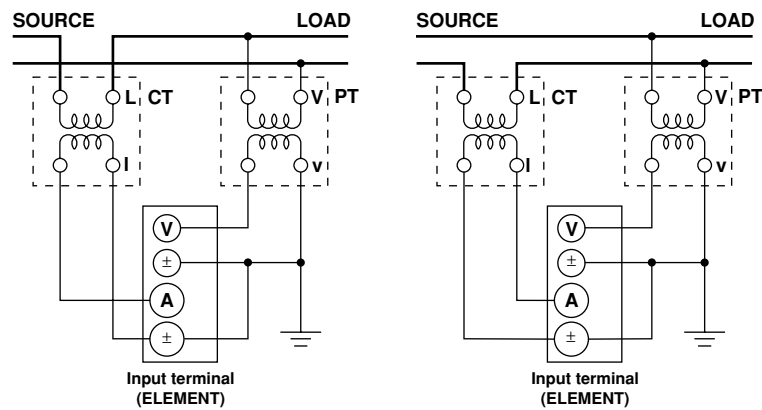 SOURCE LOAD
L CT V PT
l v
V
±
A
±
Input terminal
(ELEMENT)
SOURCE LOAD
L CT V PT
l v
V
±
A
±
Input terminal
(ELEMENT)